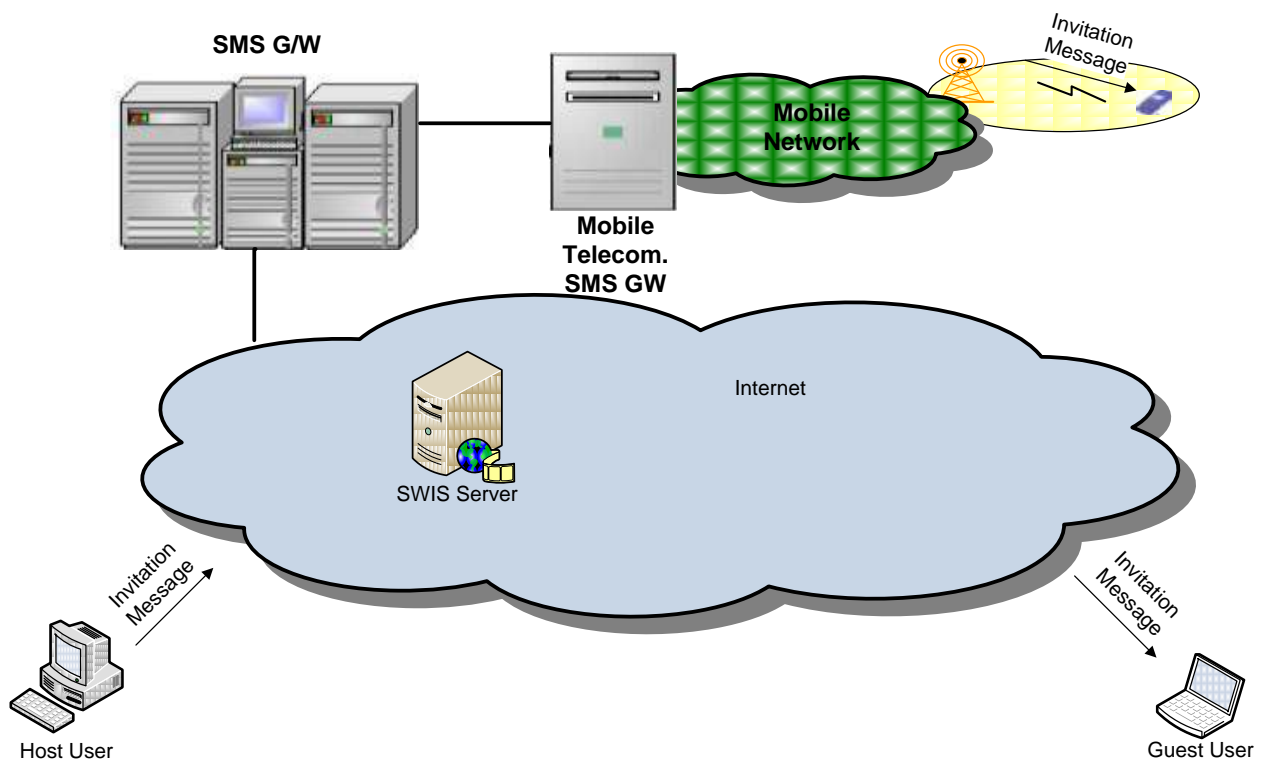 SMS G/W
Invitation
Message
Mobile
Network
Mobile
Telecom.
SMS GW
Internet
SWIS Server
Invitation
Message
Invitation
Message
Host User
Guest User